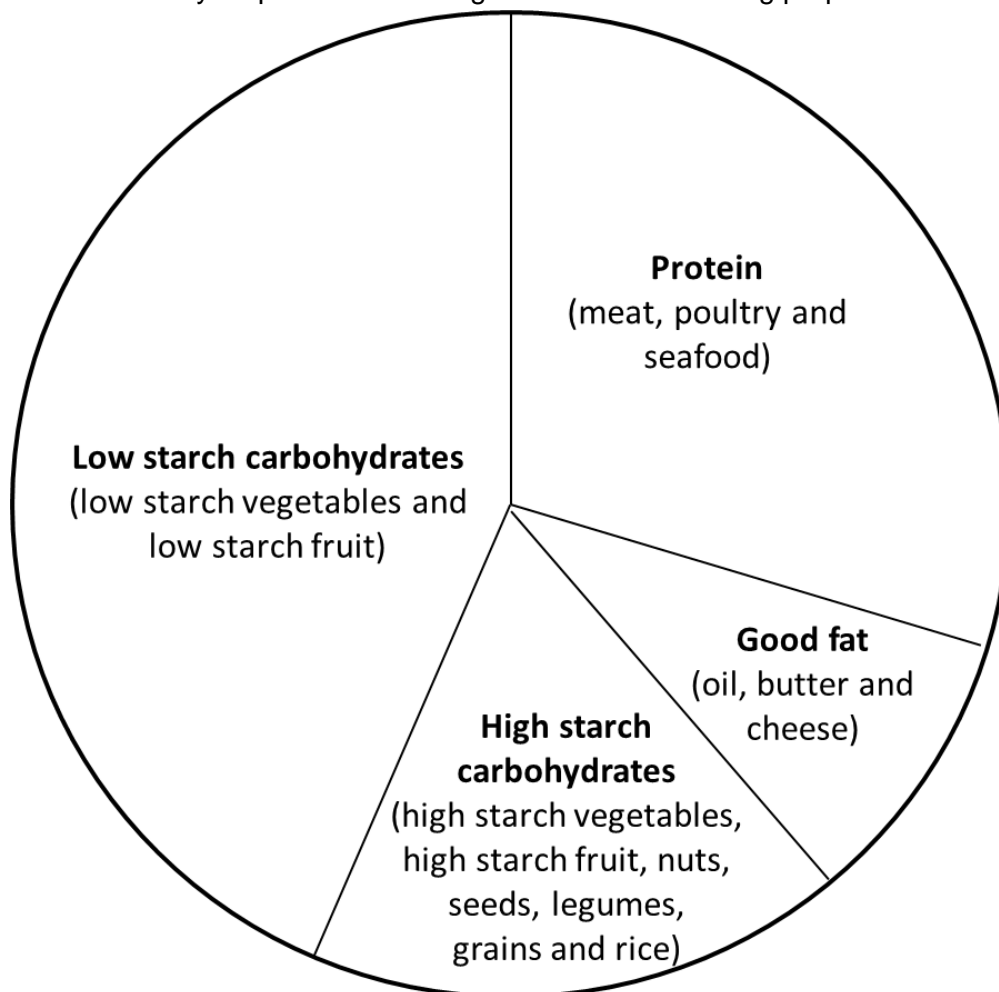 Protein
(meat, poultry and
seafood)
Low starch carbohydrates
(low starch vegetables and
low starch fruit)
Good fat
(oil, butter and
cheese)
High starch
carbohydrates
(high starch vegetables,
high starch fruit, nuts,
seeds, legumes,
grains and rice)